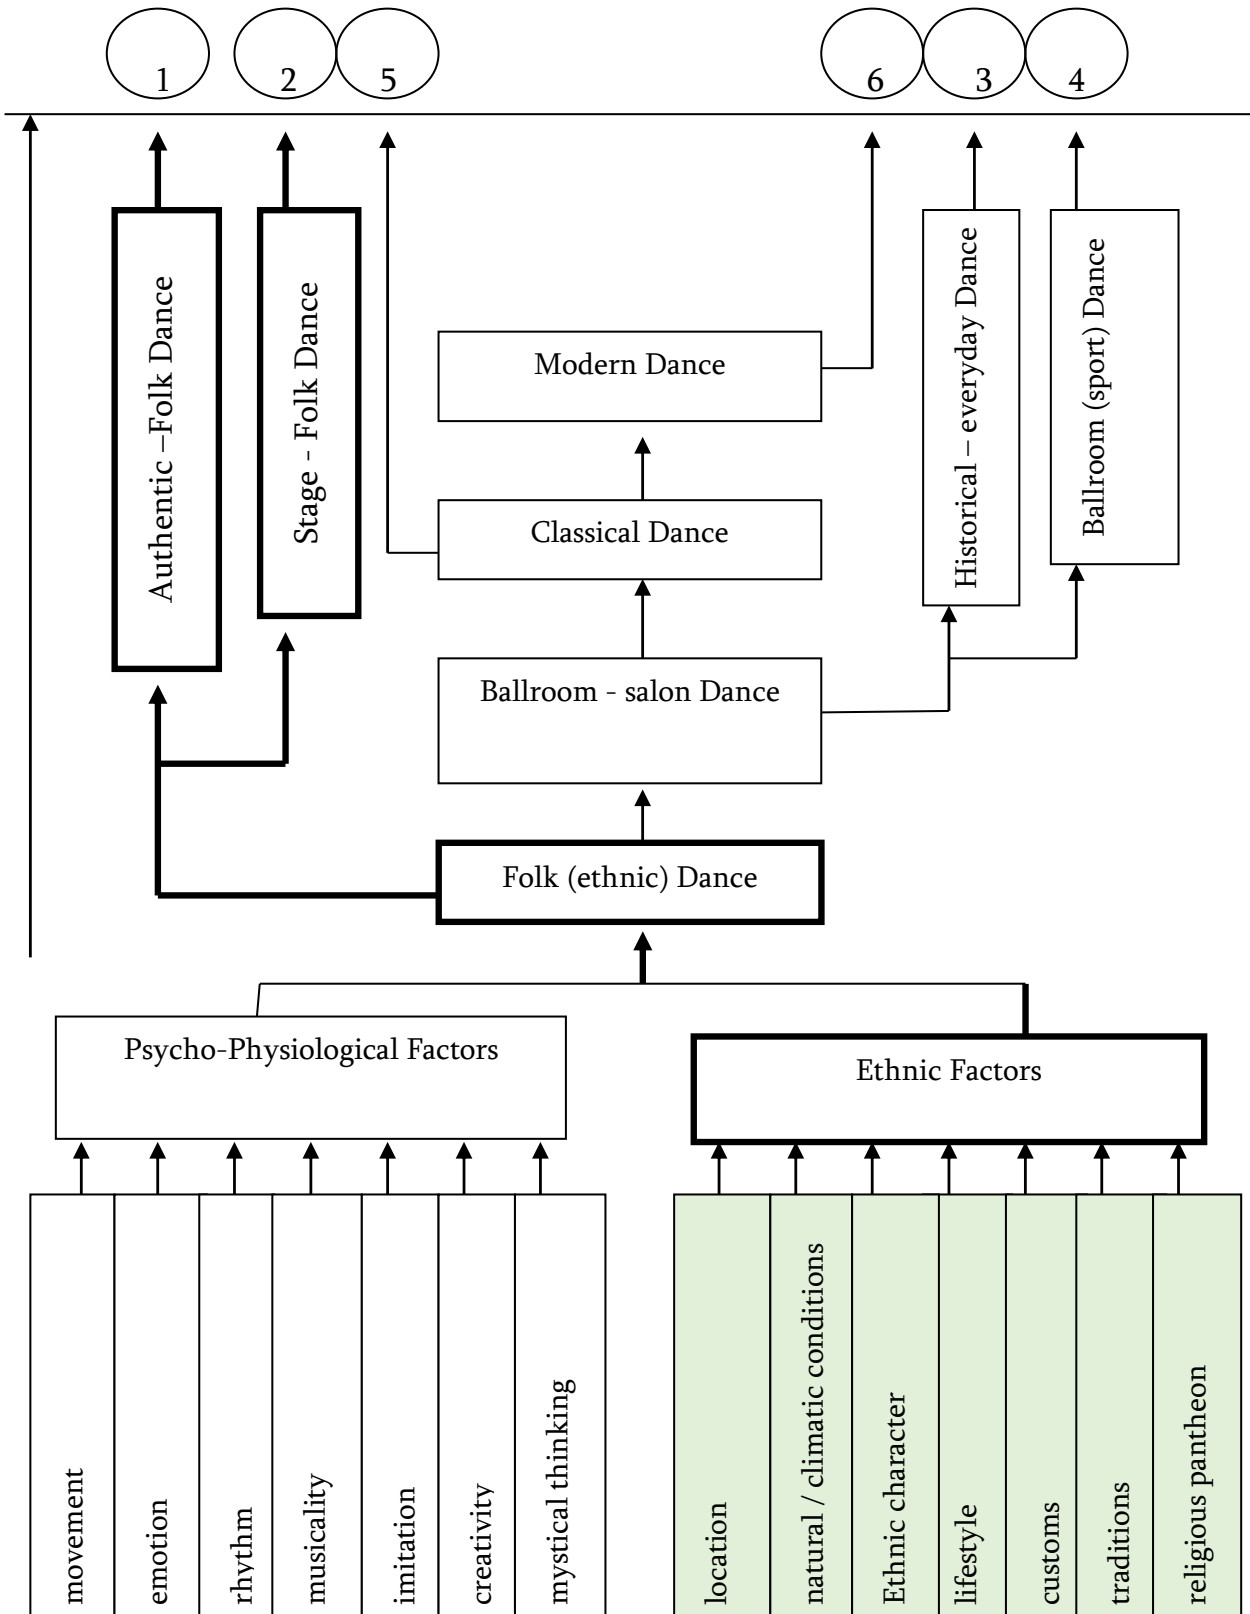 1
2
5
6
3
4
Authentic –Folk Dance
Stage - Folk Dance
Modern Dance
Historical – everyday Dance
Ballroom (sport) Dance
Classical Dance
Ballroom - salon Dance
Folk (ethnic) Dance
Psycho-Physiological Factors
Ethnic Factors
movement
emotion
rhythm
musicality
imitation
creativity
mystical thinking
location
natural / climatic conditions
Ethnic character
lifestyle
customs
traditions
religious pantheon